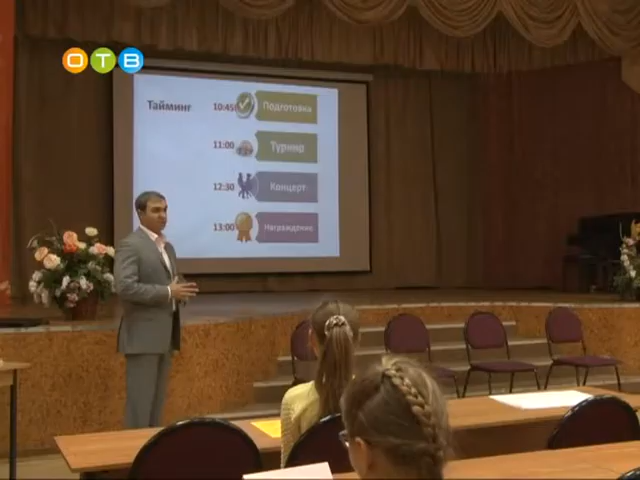 ОТВ
Тайминг 10:45 Подготовка
11:00 Турнир
12:30 Концерт
13:00 Награждение